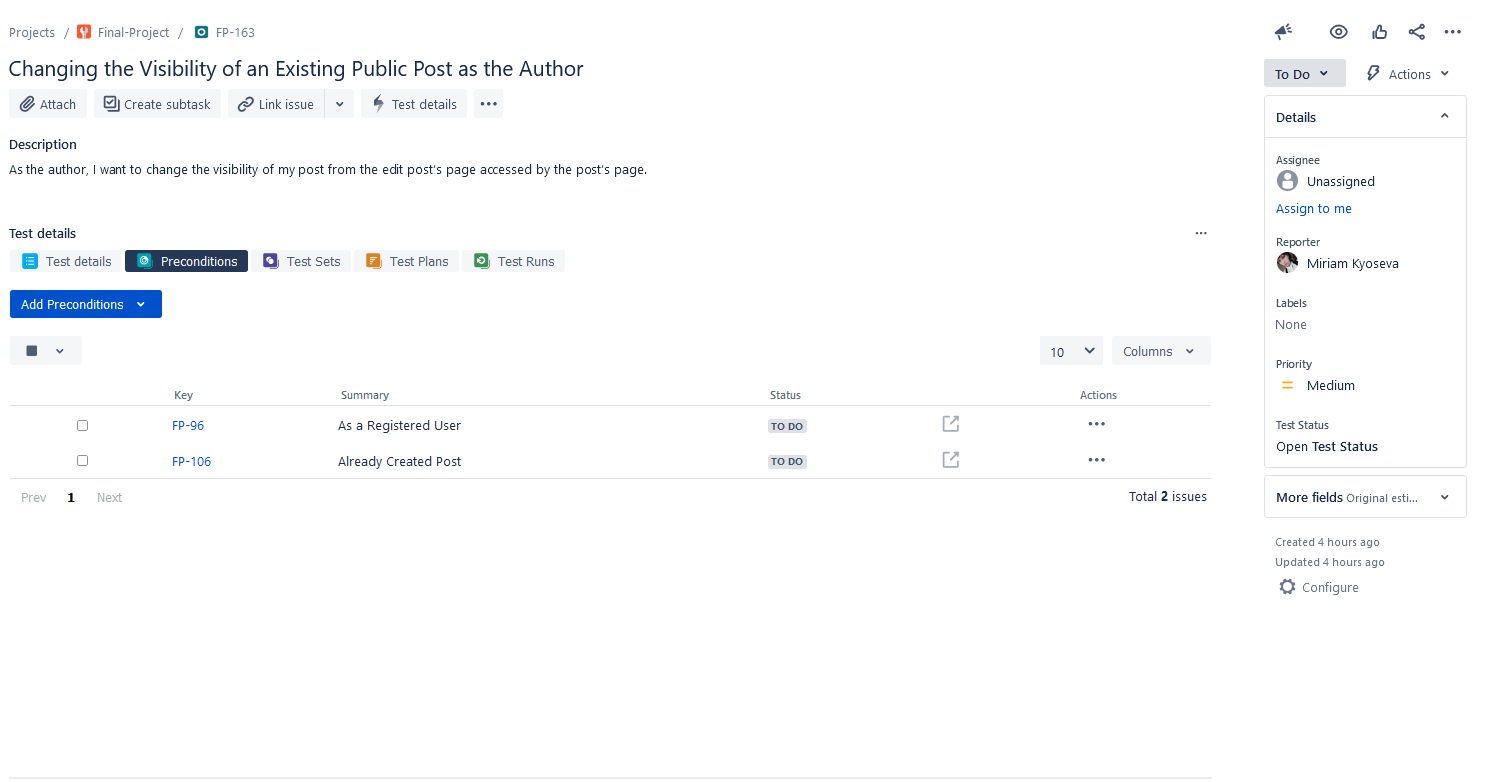 Projects / Final-Project / FP-163
Changing the Visibility of an Existing Public Post as the Author
Attach Create subtask Link issue Test details
Description
As the author, I want to change the visibility of my post from the edit post's page accessed by the post's page.
Test details
Test details Preconditions Test Sets Test Plans Test Runs
Add Preconditions
10 Columns
Key Summary Status Actions
FP-96 As a Registered User TO DO
FP-106 Already Created Post TO DO
Prev 1 Next Total 2 issues
To Do Actions
Details
Assignee
Unassigned
Assign to me
Reporter
Miriam Kyoseva
Labels
None
Priority
Medium
Test Status
Open Test Status
More fields Original esti...
Created 4 hours ago
Updated 4 hours ago
Configure